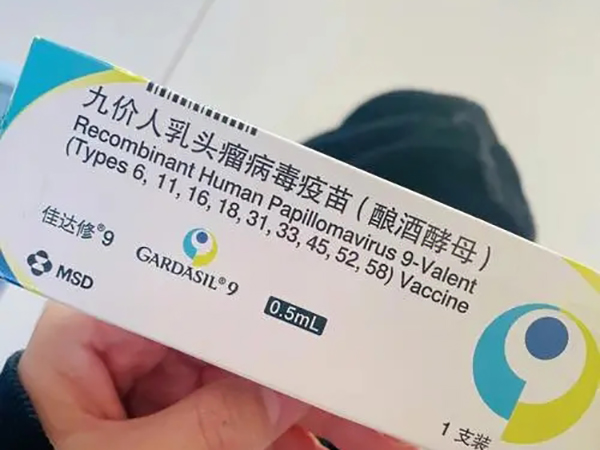 九价人乳头瘤病毒疫苗(酿酒酵母)
Recombinant Human Papillomavirus 9-Valent
(Types 6, 11, 16, 18, 31, 33, 45, 52, 58) Vaccine
佳达修®9
GARDASIL®9
MSD
0.5mL
1支装